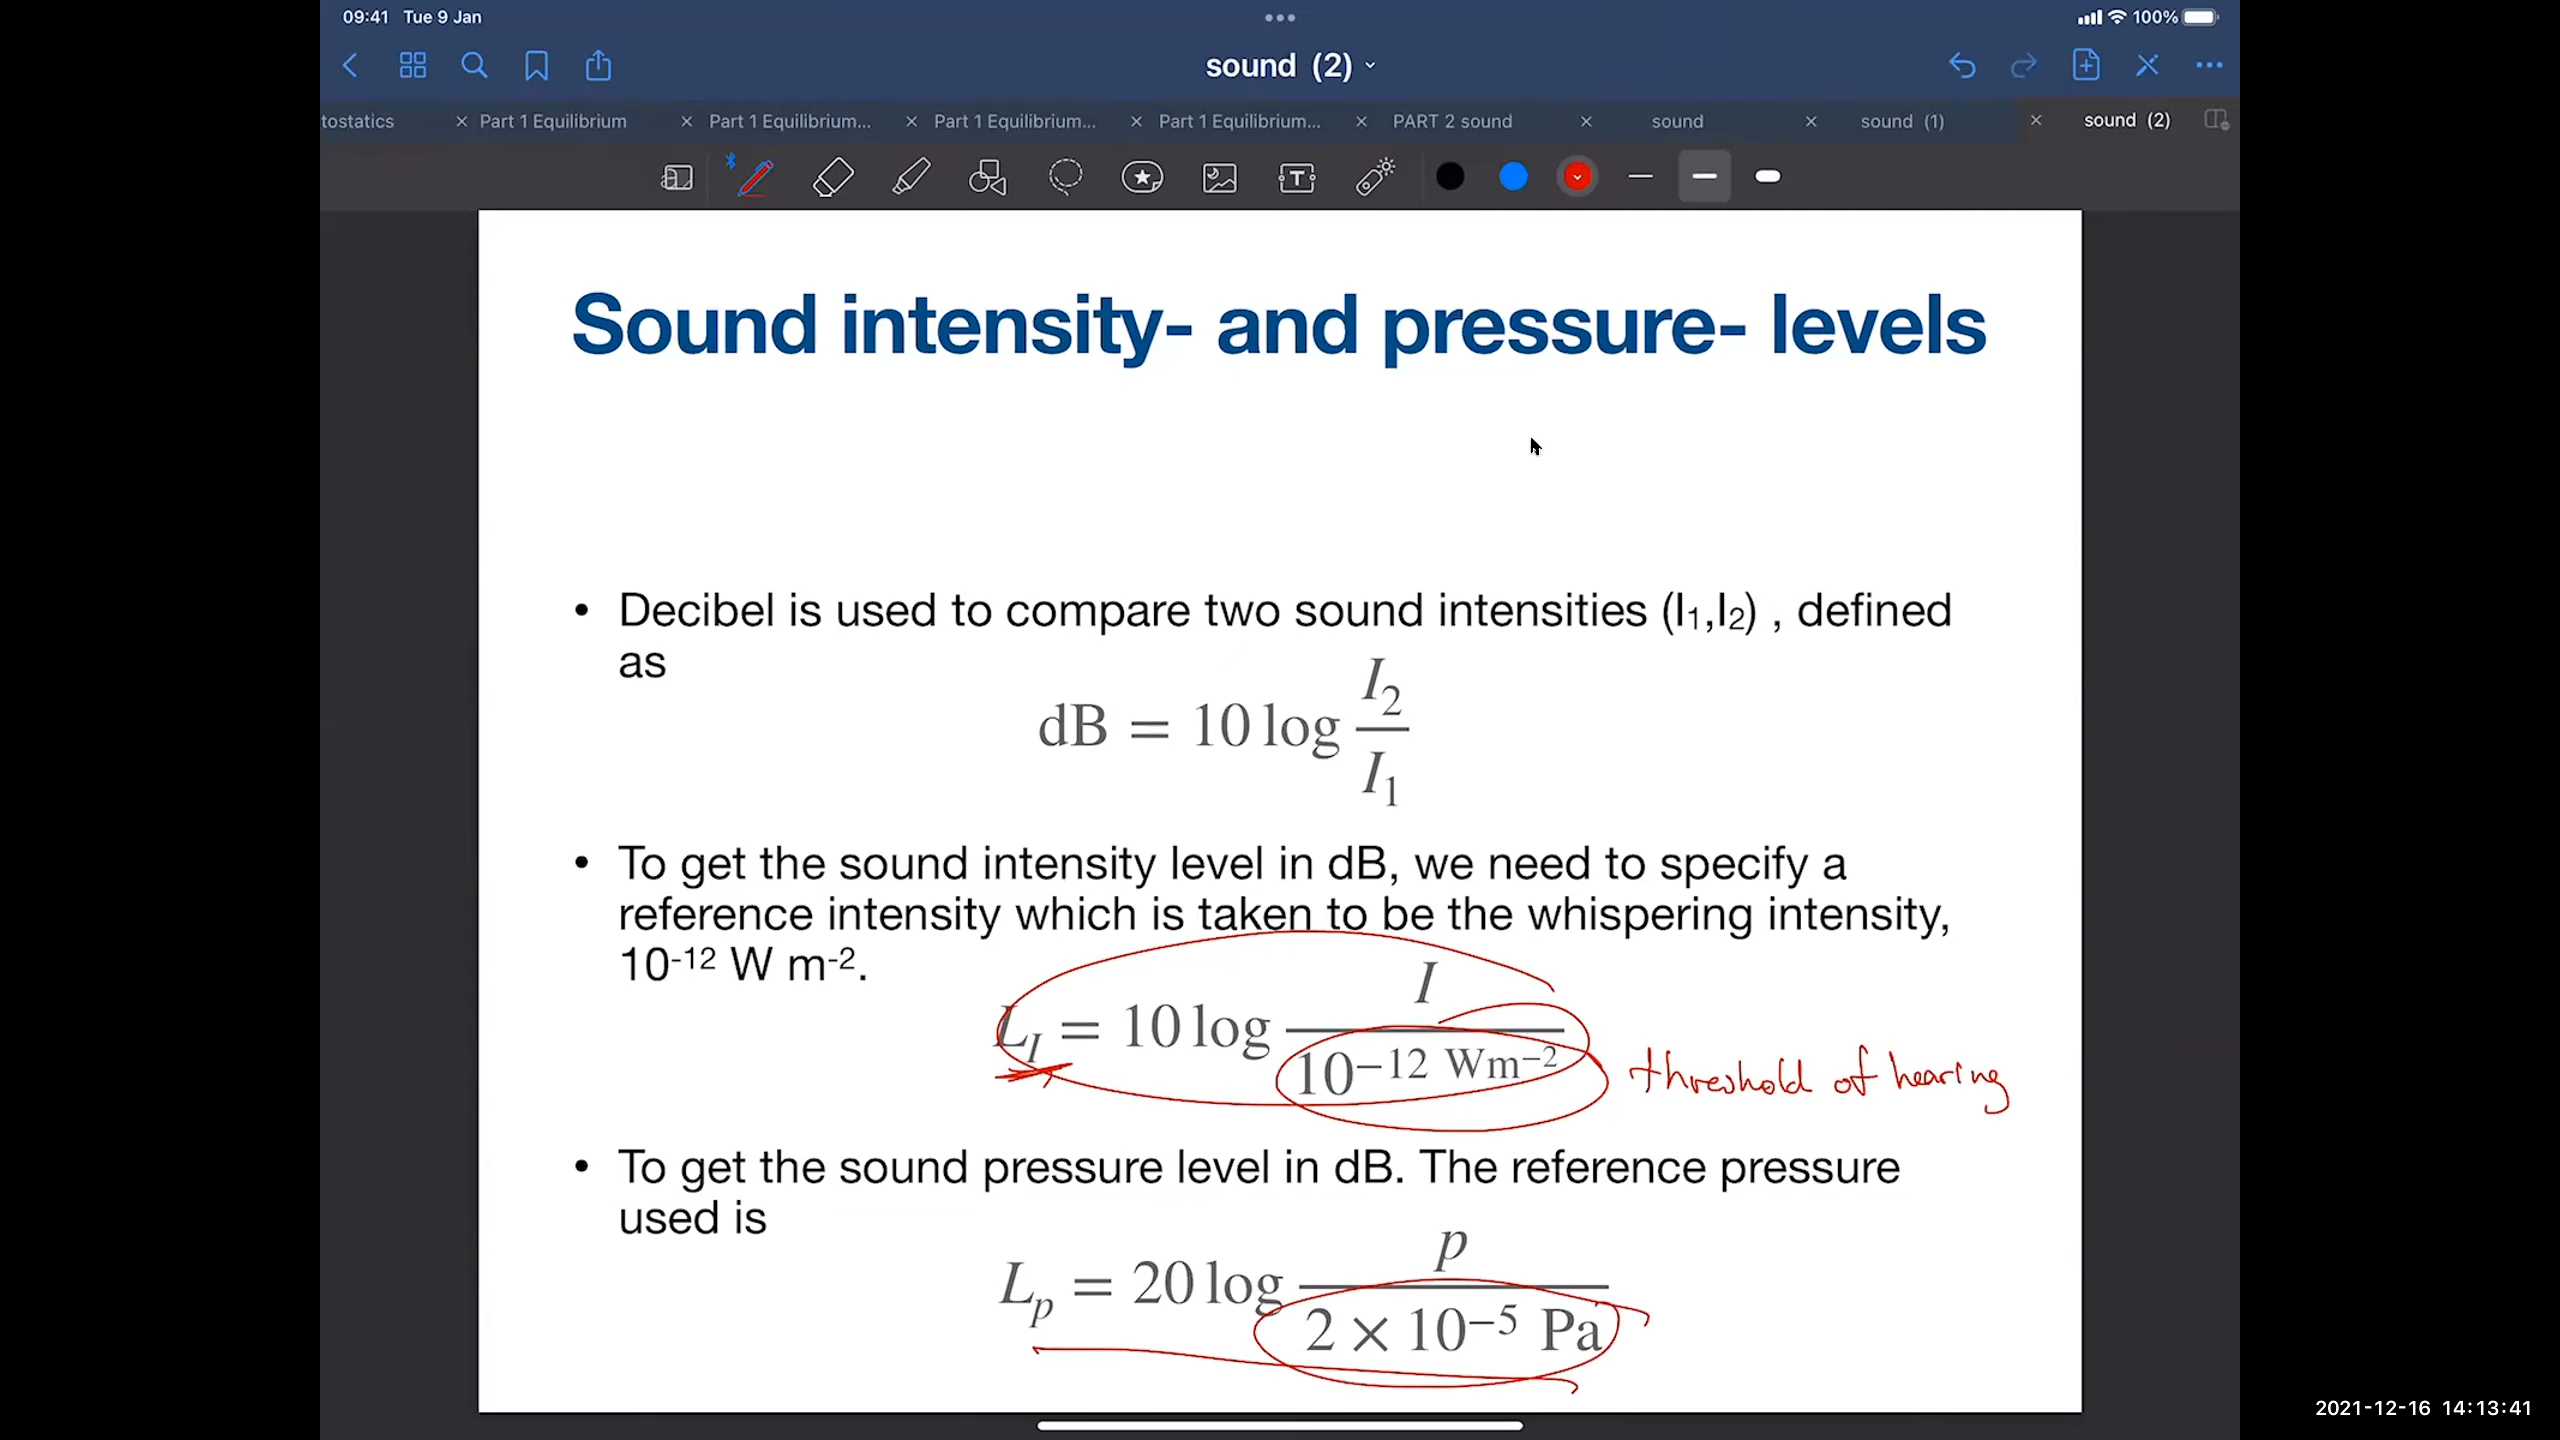 09:41 Tue 9 Jan
100%
sound (2)
tostatics
Part 1 Equilibrium
Part 1 Equilibrium...
Part 1 Equilibrium...
Part 1 Equilibrium...
PART 2 sound
sound
sound (1)
sound (2)
Sound intensity- and pressure- levels
• Decibel is used to compare two sound intensities (I₁,I₂) , defined
as
dB = 10 log I₂/I₁
• To get the sound intensity level in dB, we need to specify a
reference intensity which is taken to be the whispering intensity,
10⁻¹² W m⁻².
L_I = 10 log I/10⁻¹² Wm⁻²
threshold of hearing
• To get the sound pressure level in dB. The reference pressure
used is
L_p = 20 log p/2 × 10⁻⁵ Pa
2021-12-16 14:13:41